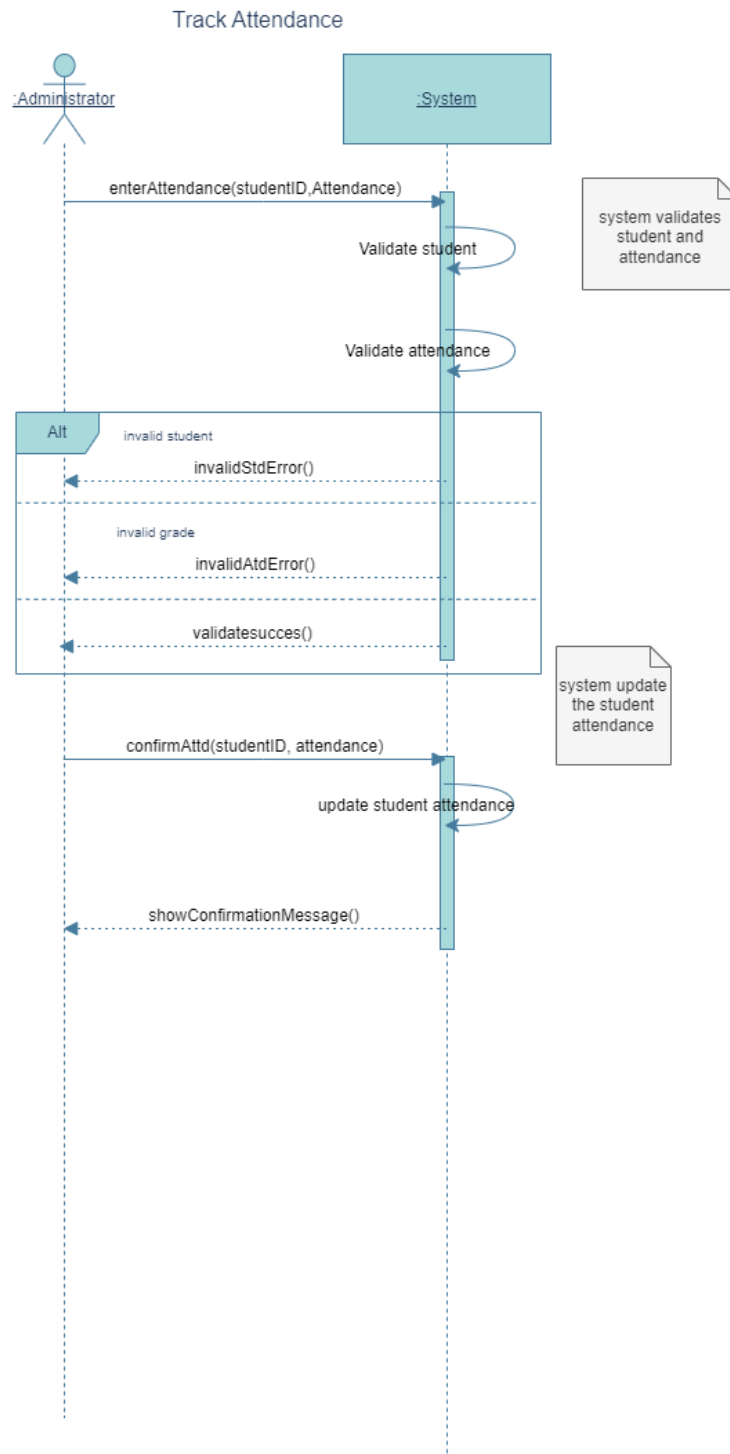 Track Attendance
:Administrator
:System
enterAttendance(studentID,Attendance)
system validates
student and
attendance
Validate student
Validate attendance
Alt
invalid student
invalidStdError()
invalid grade
invalidAtdError()
validatesucces()
system update
the student
attendance
confirmAttd(studentID, attendance)
update student attendance
showConfirmationMessage()